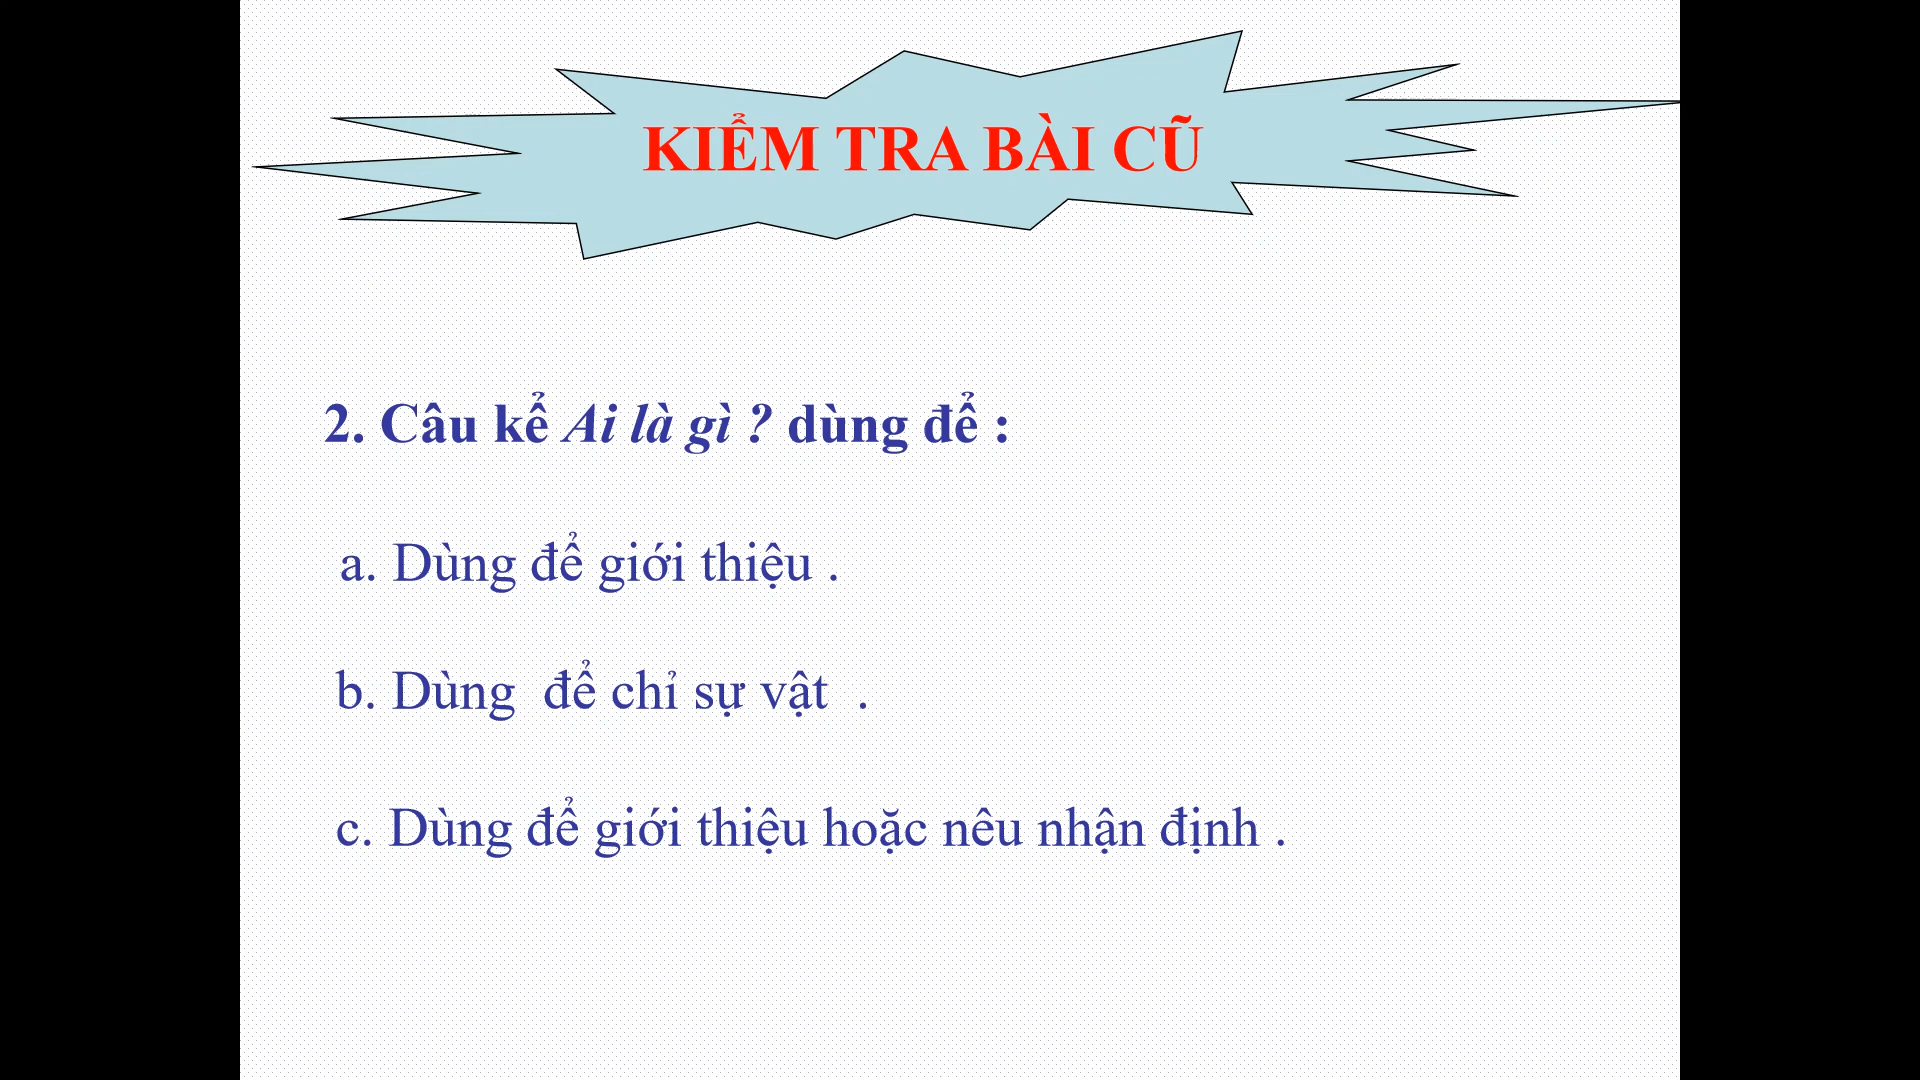 KIỂM TRA BÀI CŨ
2. Câu kể Ai là gì ? dùng để :
a. Dùng để giới thiệu .
b. Dùng để chỉ sự vật .
c. Dùng để giới thiệu hoặc nêu nhận định .